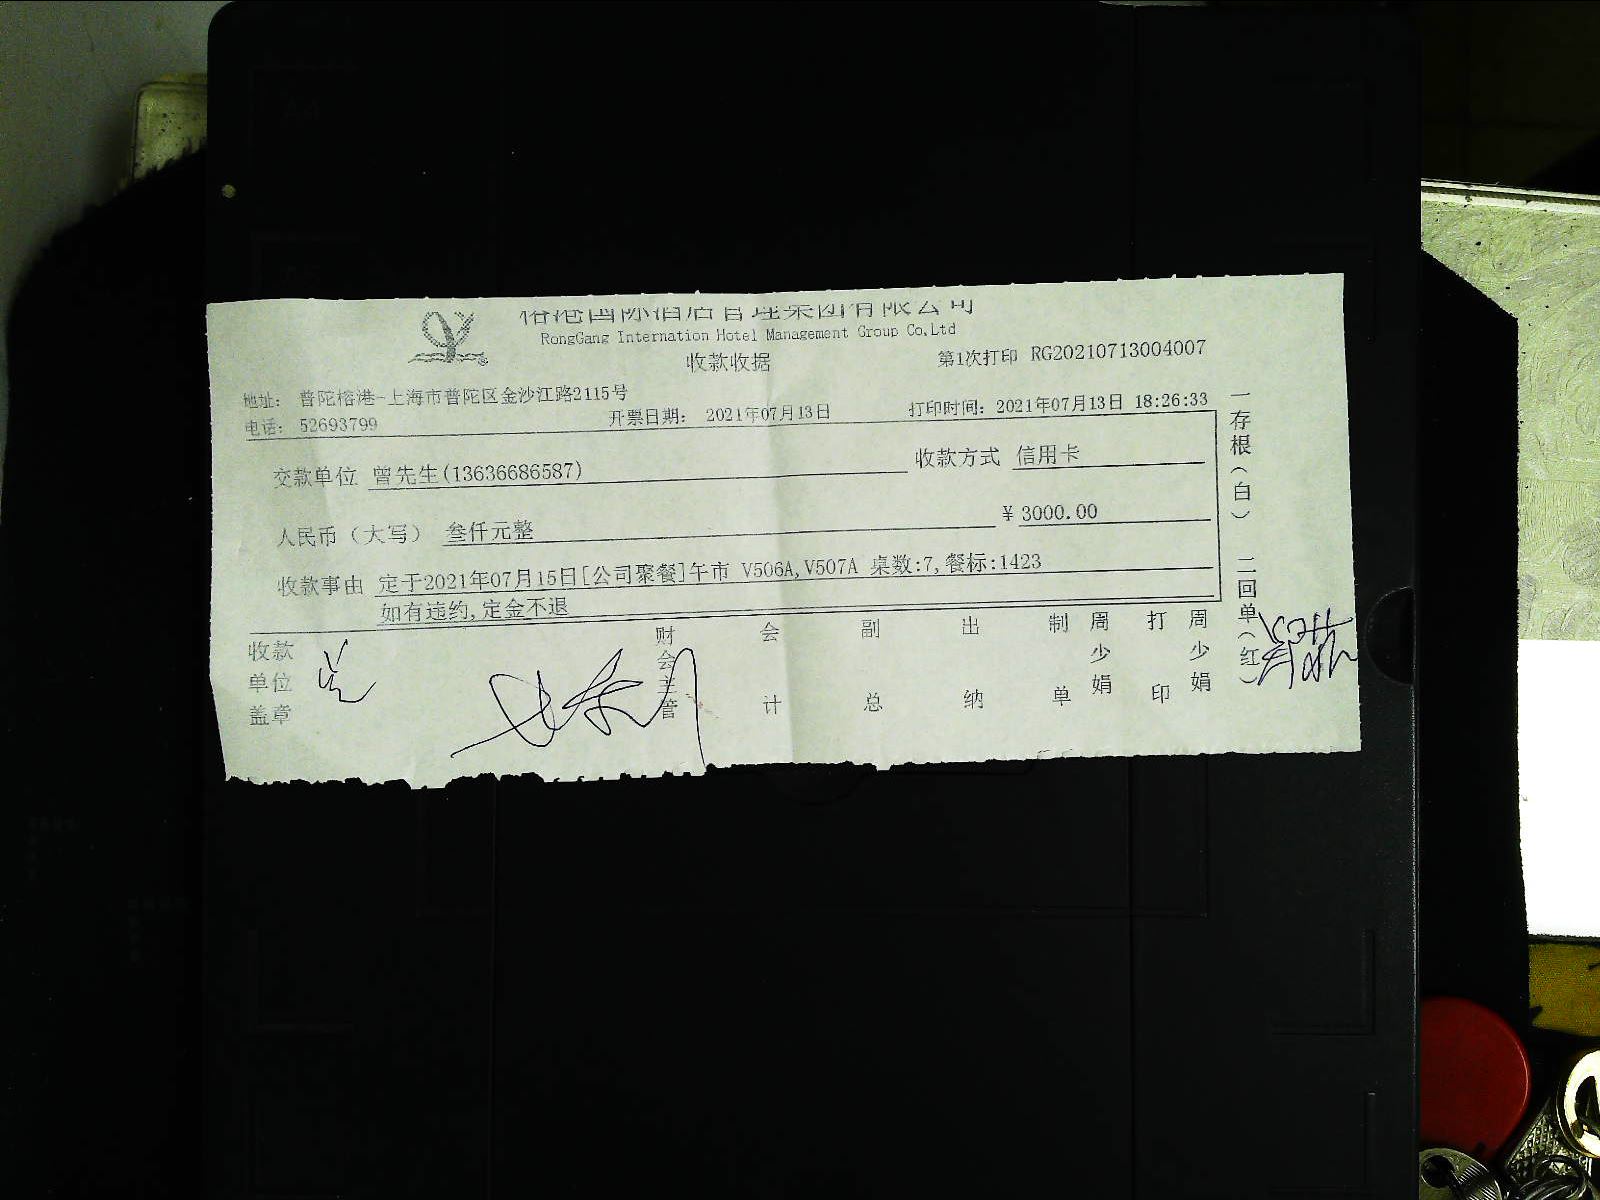 榕港国际酒店管理集团有限公司
RongGang Internation Hotel Management Group Co.Ltd
收款收据
第1次打印 RG20210713004007
地址： 普陀榕港-上海市普陀区金沙江路2115号
电话： 52693799
开票日期： 2021年07月13日
打印时间：2021年07月13日 18:26:33
交款单位 曾先生(13636686587)
收款方式 信用卡
人民币（大写） 叁仟元整
¥ 3000.00
收款事由 定于2021年07月15日[公司聚餐]午市 V506A,V507A 桌数:7,餐标:1423
如有违约,定金不退
收款单位盖章
财会主管
会计
副总
出纳
制单
周少娟
打印
周少娟
一存根（白） 二回单（红）